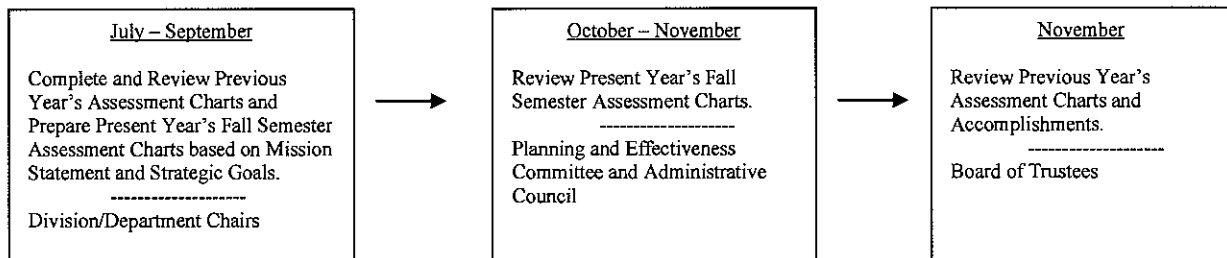 July – September
Complete and Review Previous
Year's Assessment Charts and
Prepare Present Year's Fall Semester
Assessment Charts based on Mission
Statement and Strategic Goals.
--------------------
Division/Department Chairs
October – November
Review Present Year's Fall
Semester Assessment Charts.
--------------------
Planning and Effectiveness
Committee and Administrative
Council
November
Review Previous Year's
Assessment Charts and
Accomplishments.
--------------------
Board of Trustees